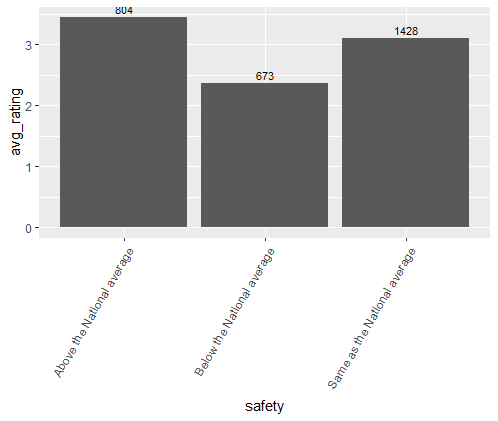 804
673
1428
avg_rating
3
2
1
0
Above the National average
Below the National average
Same as the National average
safety